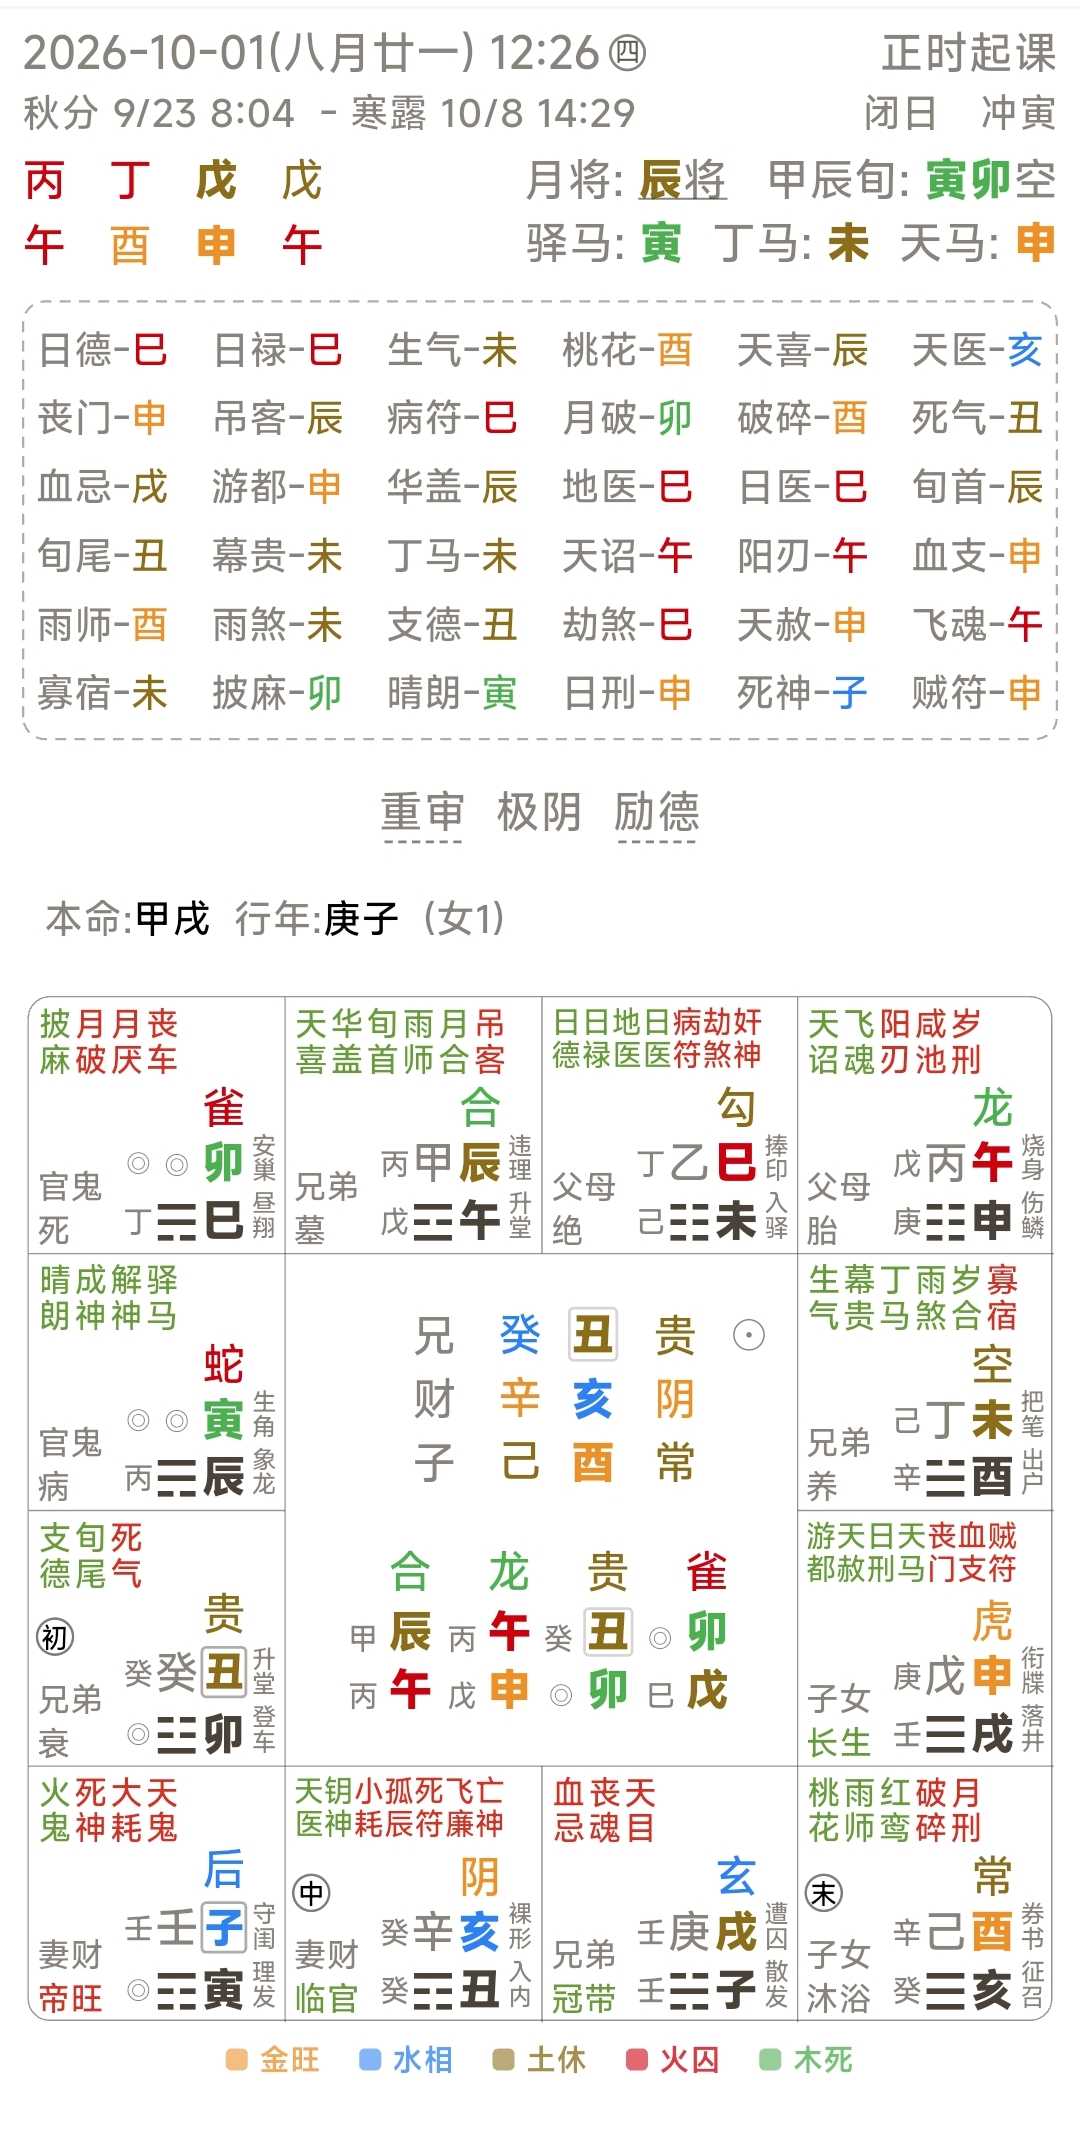 2026-10-01(八月廿一) 12:26㊃ 正时起课
秋分 9/23 8:04 - 寒露 10/8 14:29 闭日 冲寅
丙 丁 戊 戊 月将: 辰将 甲辰旬: 寅卯空
午 酉 申 午 驿马: 寅 丁马: 未 天马: 申
日德-巳 日禄-巳 生气-未 桃花-酉 天喜-辰 天医-亥
丧门-申 吊客-辰 病符-巳 月破-卯 破碎-酉 死气-丑
血忌-戌 游都-申 华盖-辰 地医-巳 日医-巳 旬首-辰
旬尾-丑 幕贵-未 丁马-未 天诏-午 阳刃-午 血支-申
雨师-酉 雨煞-未 支德-丑 劫煞-巳 天赦-申 飞魂-午
寡宿-未 披麻-卯 晴朗-寅 日刑-申 死神-子 贼符-申
重审 极阴 励德
本命:甲戌 行年:庚子 (女1)
披麻 月破 月厌 丧车
雀
◎ ◎ 卯 安巢
官鬼
死
丁 ☴ 巳 昼翔
天喜 华盖 旬首 雨师 月合 吊客
合
丙 甲 辰 违理
兄弟
墓
戊 ☲ 午 升堂
日德 日禄 地医 日医 病符 劫煞 奸神
勾
丁 乙 巳 捧印
父母
绝
己 ☷ 未 入驿
天诏 飞魂 阳刃 咸池 岁刑
龙
戊 丙 午 烧身
父母
胎
庚 ☷ 申 伤鳞
晴朗 成神 解神 驿马
蛇
◎ ◎ 寅 生角
官鬼
病
丙 ☴ 辰 象龙
兄 癸 丑 贵 ⊙
财 辛 亥 阴
子 己 酉 常
生气 幕贵 丁马 雨煞 岁合 寡宿
空
己 丁 未 把笔
兄弟
养
辛 ☱ 酉 出户
支德 旬尾 死气
贵
初
癸 癸 丑 升堂
兄弟
衰
◎ ☳ 卯 登车
合 龙 贵 雀
甲 辰 丙 午 癸 丑 ◎ 卯
丙 午 戊 申 ◎ 卯 巳 戊
游都 天赦 日刑 天马 丧门 血支 贼符
虎
庚 戊 申 衔牒
子女
长生
壬 ☰ 戌 落井
火鬼 死神 大耗 天鬼
后
壬 壬 子 守闺
妻财
帝旺
◎ ☶ 寅 理发
天医 钥神 小耗 孤辰 死符 飞廉 亡神
阴
中
癸 辛 亥 裸形
妻财
临官
癸 ☶ 丑 入内
血忌 丧魂 天目
玄
壬 庚 戌 遭囚
兄弟
冠带
壬 ☵ 子 散发
桃花 雨师 红鸾 破碎 月刑
常
末
辛 己 酉 券书
子女
沐浴
癸 ☰ 亥 征召
金旺 水相 土休 火囚 木死